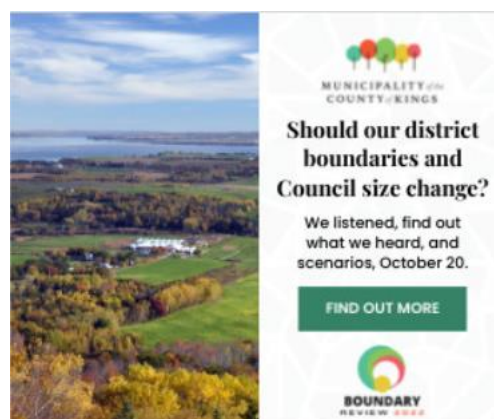 MUNICIPALITY of the
COUNTY of KINGS
Should our district
boundaries and
Council size change?
We listened, find out
what we heard, and
scenarios, October 20.
FIND OUT MORE
BOUNDARY
REVIEW 2022